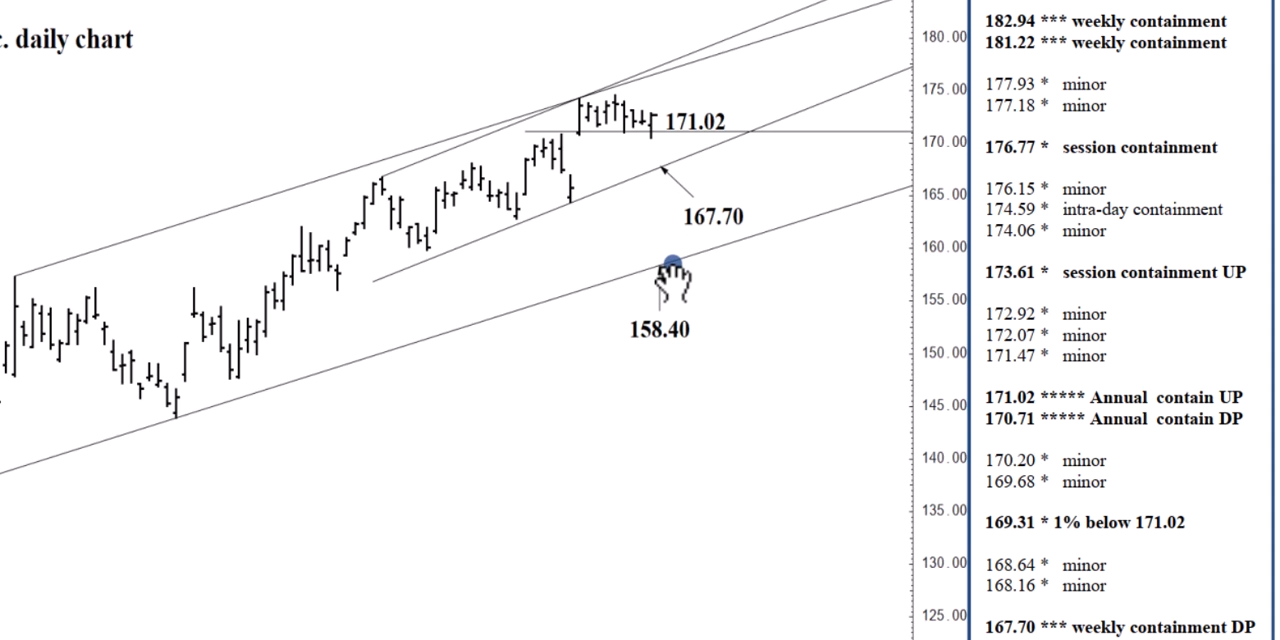 c. daily chart
180.00
175.00
170.00
165.00
160.00
155.00
150.00
145.00
140.00
135.00
130.00
125.00
171.02
167.70
158.40
182.94 *** weekly containment
181.22 *** weekly containment
177.93 * minor
177.18 * minor
176.77 * session containment
176.15 * minor
174.59 * intra-day containment
174.06 * minor
173.61 * session containment UP
172.92 * minor
172.07 * minor
171.47 * minor
171.02 ***** Annual contain UP
170.71 ***** Annual contain DP
170.20 * minor
169.68 * minor
169.31 * 1% below 171.02
168.64 * minor
168.16 * minor
167.70 *** weekly containment DP